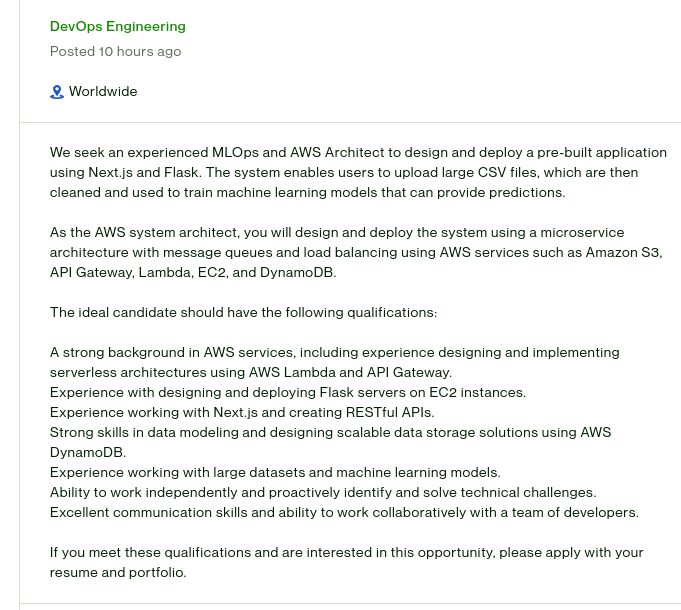 DevOps Engineering
Posted 10 hours ago
Worldwide
We seek an experienced MLOps and AWS Architect to design and deploy a pre-built application
using Next.js and Flask. The system enables users to upload large CSV files, which are then
cleaned and used to train machine learning models that can provide predictions.
As the AWS system architect, you will design and deploy the system using a microservice
architecture with message queues and load balancing using AWS services such as Amazon S3,
API Gateway, Lambda, EC2, and DynamoDB.
The ideal candidate should have the following qualifications:
A strong background in AWS services, including experience designing and implementing
serverless architectures using AWS Lambda and API Gateway.
Experience with designing and deploying Flask servers on EC2 instances.
Experience working with Next.js and creating RESTful APIs.
Strong skills in data modeling and designing scalable data storage solutions using AWS
DynamoDB.
Experience working with large datasets and machine learning models.
Ability to work independently and proactively identify and solve technical challenges.
Excellent communication skills and ability to work collaboratively with a team of developers.
If you meet these qualifications and are interested in this opportunity, please apply with your
resume and portfolio.